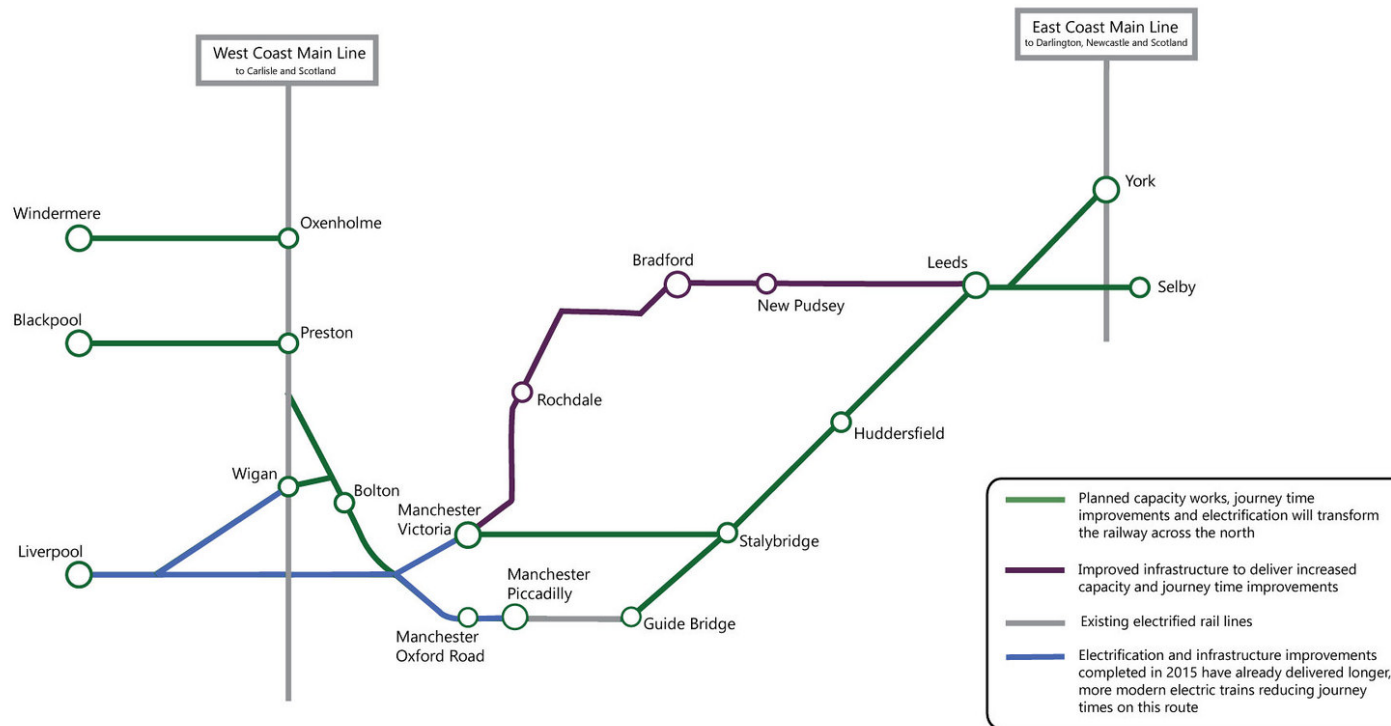 West Coast Main Line
to Carlisle and Scotland
East Coast Main Line
to Darlington, Newcastle and Scotland
York
Windermere
Oxenholme
Bradford
Leeds
New Pudsey
Selby
Blackpool
Preston
Rochdale
Huddersfield
Wigan
Bolton
Manchester
Victoria
Stalybridge
Liverpool
Manchester
Piccadilly
Guide Bridge
Manchester
Oxford Road
Planned capacity works, journey time
improvements and electrification will transform
the railway across the north
Improved infrastructure to deliver increased
capacity and journey time improvements
Existing electrified rail lines
Electrification and infrastructure improvements
completed in 2015 have already delivered longer,
more modern electric trains reducing journey
times on this route